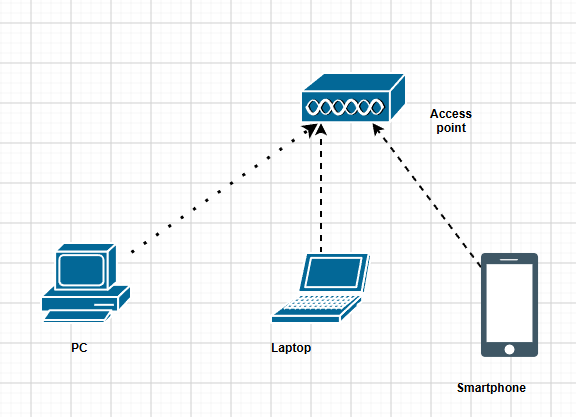 Access
point
PC
Laptop
Smartphone